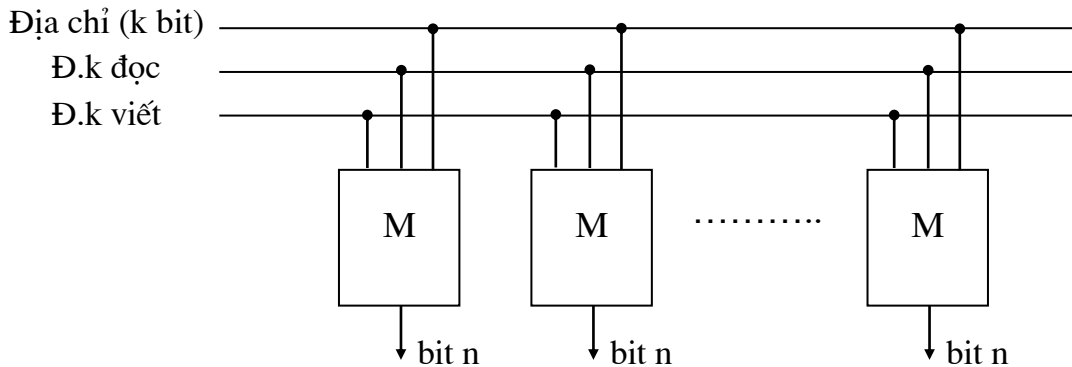 Địa chỉ (k bit)
Đ.k đọc
Đ.k viết
M M ............ M
bit n bit n bit n